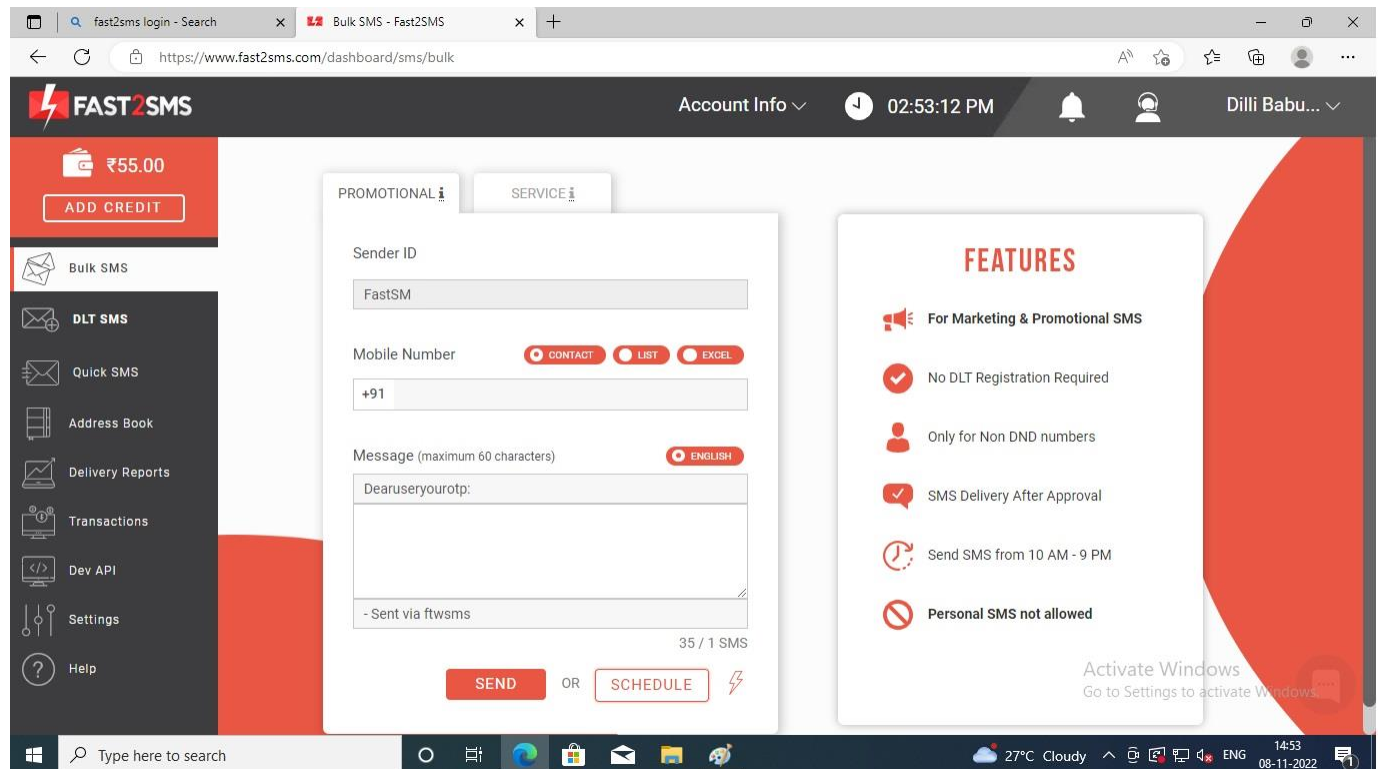 fast2sms login - Search
Bulk SMS - Fast2SMS
https://www.fast2sms.com/dashboard/sms/bulk
FAST2SMS
Account Info
02:53:12 PM
Dilli Babu...
₹55.00
ADD CREDIT
Bulk SMS
DLT SMS
Quick SMS
Address Book
Delivery Reports
Transactions
Dev API
Settings
Help
PROMOTIONAL i
SERVICE i
Sender ID
FastSM
Mobile Number
CONTACT
LIST
EXCEL
+91
Message (maximum 60 characters)
ENGLISH
Dearuseryourotp:
- Sent via ftwsms
35 / 1 SMS
SEND
OR
SCHEDULE
FEATURES
For Marketing & Promotional SMS
No DLT Registration Required
Only for Non DND numbers
SMS Delivery After Approval
Send SMS from 10 AM - 9 PM
Personal SMS not allowed
Activate Windows
Go to Settings to activate Windows.
Type here to search
27°C Cloudy
ENG
14:53
08-11-2022
1